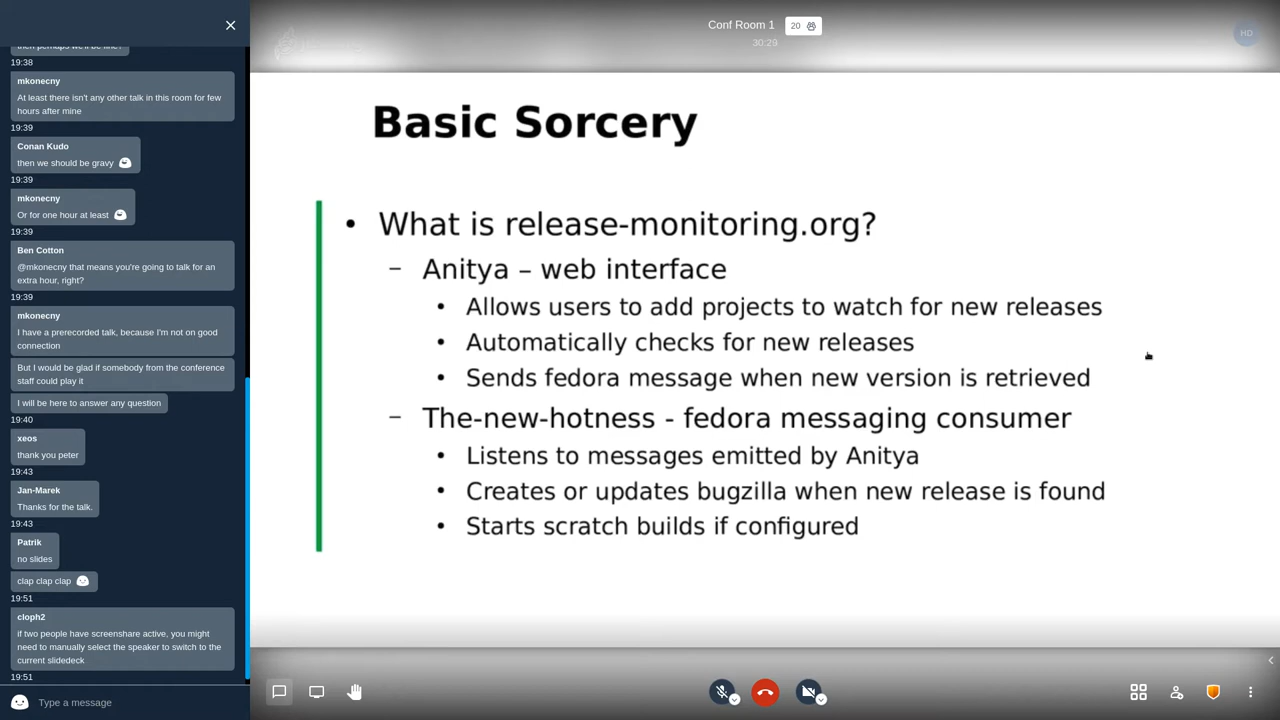 then perhaps we'll be fine!
19:38
mkonecny
At least there isn't any other talk in this room for few
hours after mine
19:39
Conan Kudo
then we should be gravy
19:39
mkonecny
Or for one hour at least
19:39
Ben Cotton
@mkonecny that means you're going to talk for an
extra hour, right?
19:39
mkonecny
I have a prerecorded talk, because I'm not on good
connection
But I would be glad if somebody from the conference
staff could play it
I will be here to answer any question
19:40
xeos
thank you peter
19:43
Jan-Marek
Thanks for the talk.
19:43
Patrik
no slides
clap clap clap
19:51
cloph2
if two people have screenshare active, you might
need to manually select the speaker to switch to the
current slidedeck
19:51
Type a message
Conf Room 1
20
30:29
HD
Basic Sorcery
• What is release-monitoring.org?
– Anitya – web interface
• Allows users to add projects to watch for new releases
• Automatically checks for new releases
• Sends fedora message when new version is retrieved
– The-new-hotness - fedora messaging consumer
• Listens to messages emitted by Anitya
• Creates or updates bugzilla when new release is found
• Starts scratch builds if configured